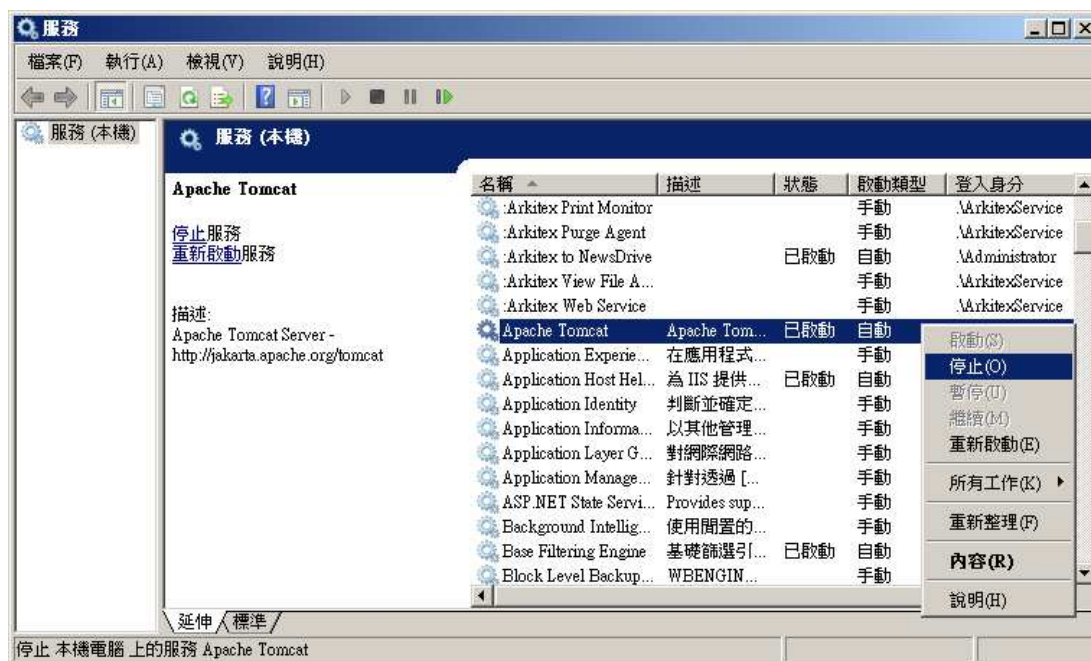 服務
檔案(F) 執行(A) 檢視(V) 說明(H)
服務 (本機)
服務 (本機)
Apache Tomcat
停止服務
重新啟動服務
描述:
Apache Tomcat Server -
http://jakarta.apache.org/tomcat
名稱 描述 狀態 啟動類型 登入身分
:Arkitex Print Monitor 手動 .\ArkitexService
:Arkitex Purge Agent 手動 .\ArkitexService
:Arkitex to NewsDrive 已啟動 自動 .\Administrator
:Arkitex View File A... 手動 .\ArkitexService
:Arkitex Web Service 手動 .\ArkitexService
Apache Tomcat Apache Tom... 已啟動 自動
Application Experie... 在應用程式... 手動
Application Host Hel... 為 IIS 提供... 已啟動 自動
Application Identity 判斷並確定... 手動
Application Informa... 以其他管理... 手動
Application Layer G... 對網際網路... 手動
Application Manage... 針對透過 [... 手動
ASP.NET State Servi... Provides sup... 手動
Background Intellig... 使用閒置的... 手動
Base Filtering Engine 基礎篩選引... 已啟動 自動
Block Level Backup... WBENGIN... 手動
啟動(S)
停止(O)
暫停(U)
繼續(M)
重新啟動(E)
所有工作(K)
重新整理(F)
內容(R)
說明(H)
延伸 標準
停止 本機電腦 上的服務 Apache Tomcat